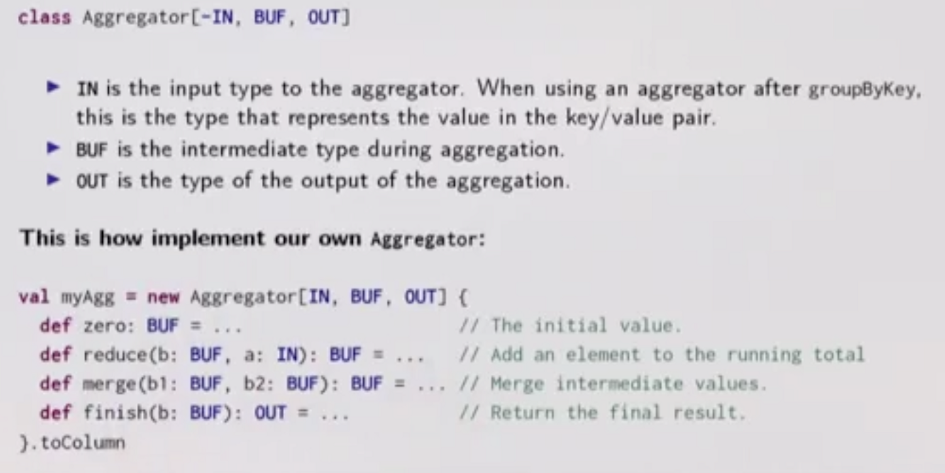 class Aggregator[-IN, BUF, OUT]
► IN is the input type to the aggregator. When using an aggregator after groupByKey,
this is the type that represents the value in the key/value pair.
► BUF is the intermediate type during aggregation.
► OUT is the type of the output of the aggregation.
This is how implement our own Aggregator:
val myAgg = new Aggregator[IN, BUF, OUT] {
def zero: BUF = ... // The initial value.
def reduce(b: BUF, a: IN): BUF = ... // Add an element to the running total
def merge(b1: BUF, b2: BUF): BUF = ... // Merge intermediate values.
def finish(b: BUF): OUT = ... // Return the final result.
}.toColumn